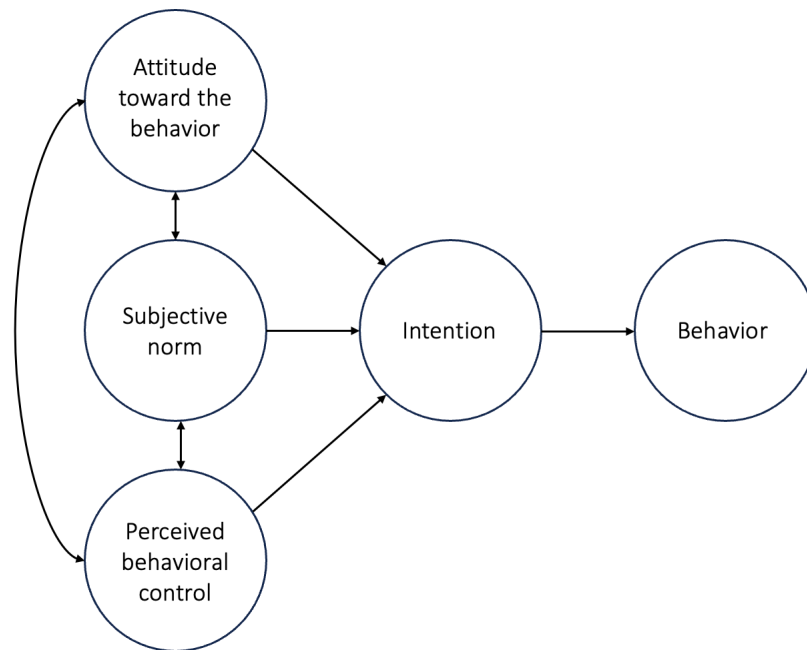 Attitude
toward the
behavior
Subjective
norm
Intention
Behavior
Perceived
behavioral
control